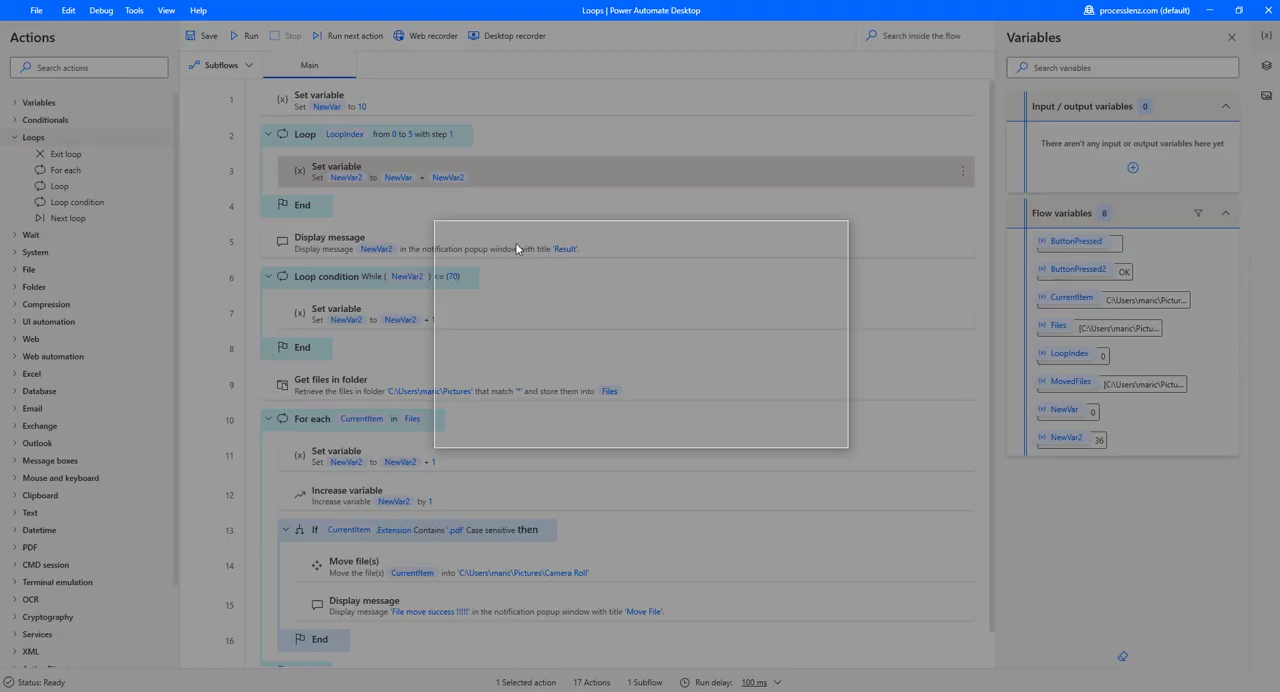 File Edit Debug Tools View Help
Loops | Power Automate Desktop
processlenz.com (default)
Actions
Search actions
Variables
Conditionals
Loops
Exit loop
For each
Loop
Loop condition
Next loop
Wait
System
File
Folder
Compression
UI automation
Web
Web automation
Excel
Database
Email
Exchange
Outlook
Message boxes
Mouse and keyboard
Clipboard
Text
Datetime
PDF
CMD session
Terminal emulation
OCR
Cryptography
Services
XML
Save Run Stop Run next action Web recorder Desktop recorder
Search inside the flow
Subflows Main
1 Set variable
{x} Set NewVar to 10
2 Loop LoopIndex from 0 to 5 with step 1
3 {x} Set variable
Set NewVar2 to NewVar + NewVar2
4 End
5 Display message
Display message NewVar2 in the notification popup window with title 'Result'.
6 Loop condition While ( NewVar2 ) <= (70)
7 {x} Set variable
Set NewVar2 to NewVar2 + 1
8 End
9 Get files in folder
Retrieve the files in folder 'C:\Users\maric\Pictures' that match '*' and store them into Files
10 For each CurrentItem in Files
11 {x} Set variable
Set NewVar2 to NewVar2 + 1
12 Increase variable
Increase variable NewVar2 by 1
13 If CurrentItem .Extension Contains '.pdf' Case sensitive then
14 Move file(s)
Move the file(s) CurrentItem into 'C:\Users\maric\Pictures\Camera Roll'
15 Display message
Display message 'File move success !!!!!' in the notification popup window with title 'Move File'.
16 End
Variables
{x}
Search variables
Input / output variables 0
There aren't any input or output variables here yet
Flow variables 8
{x} ButtonPressed
{x} ButtonPressed2 OK
{x} CurrentItem C:\Users\maric\Pictur...
{x} Files [C:\Users\maric\Pictu...
{x} LoopIndex 0
{x} MovedFiles [C:\Users\maric\Pictu...
{x} NewVar 0
{x} NewVar2 36
Status: Ready
1 Selected action 17 Actions 1 Subflow Run delay: 100 ms